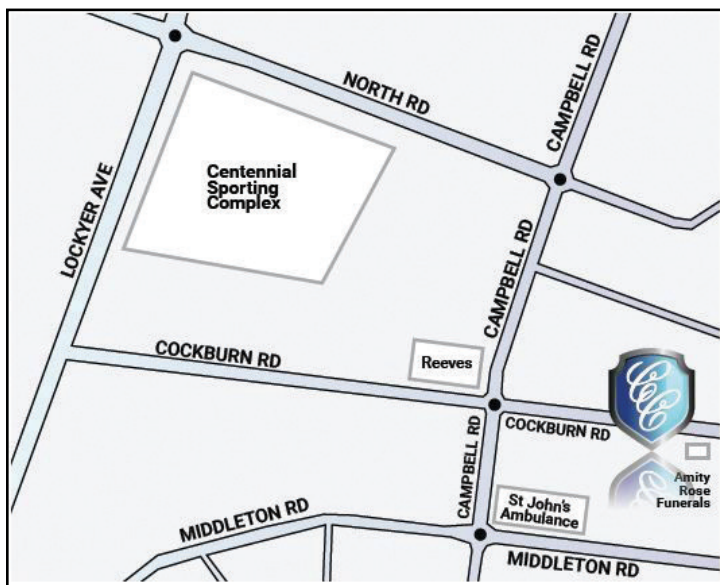 NORTH RD
CAMPBELL RD
Centennial
Sporting
Complex
LOCKYER AVE
CAMPBELL RD
COCKBURN RD
Reeves
COCKBURN RD
CAMPBELL RD
Amity
Rose
Funerals
St John's
Ambulance
MIDDLETON RD
MIDDLETON RD